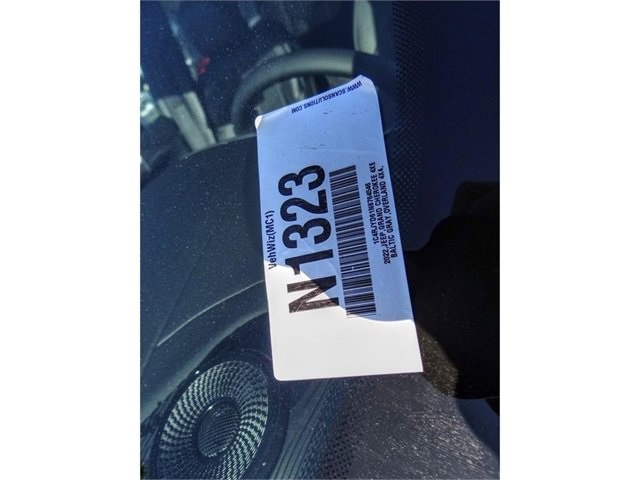 WWW.SCANSOLUTIONS.COM
VehWiz(MC1)
N1323
2022,JEEP,GRAND CHEROKEE 4XE
BALTIC GRAY,OVERLAND 4X4,